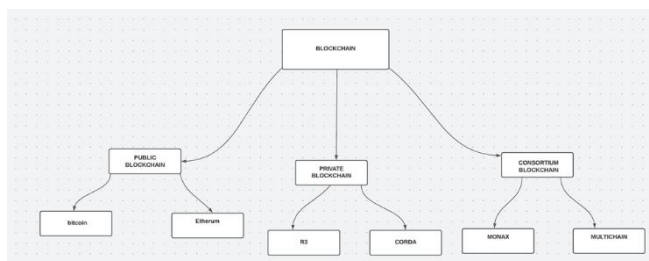 BLOCKCHAIN
PUBLIC
BLOCKCHAIN
PRIVATE
BLOCKCHAIN
CONSORTIUM
BLOCKCHAIN
bitcoin
Etherum
R3
CORDA
MONAX
MULTICHAIN